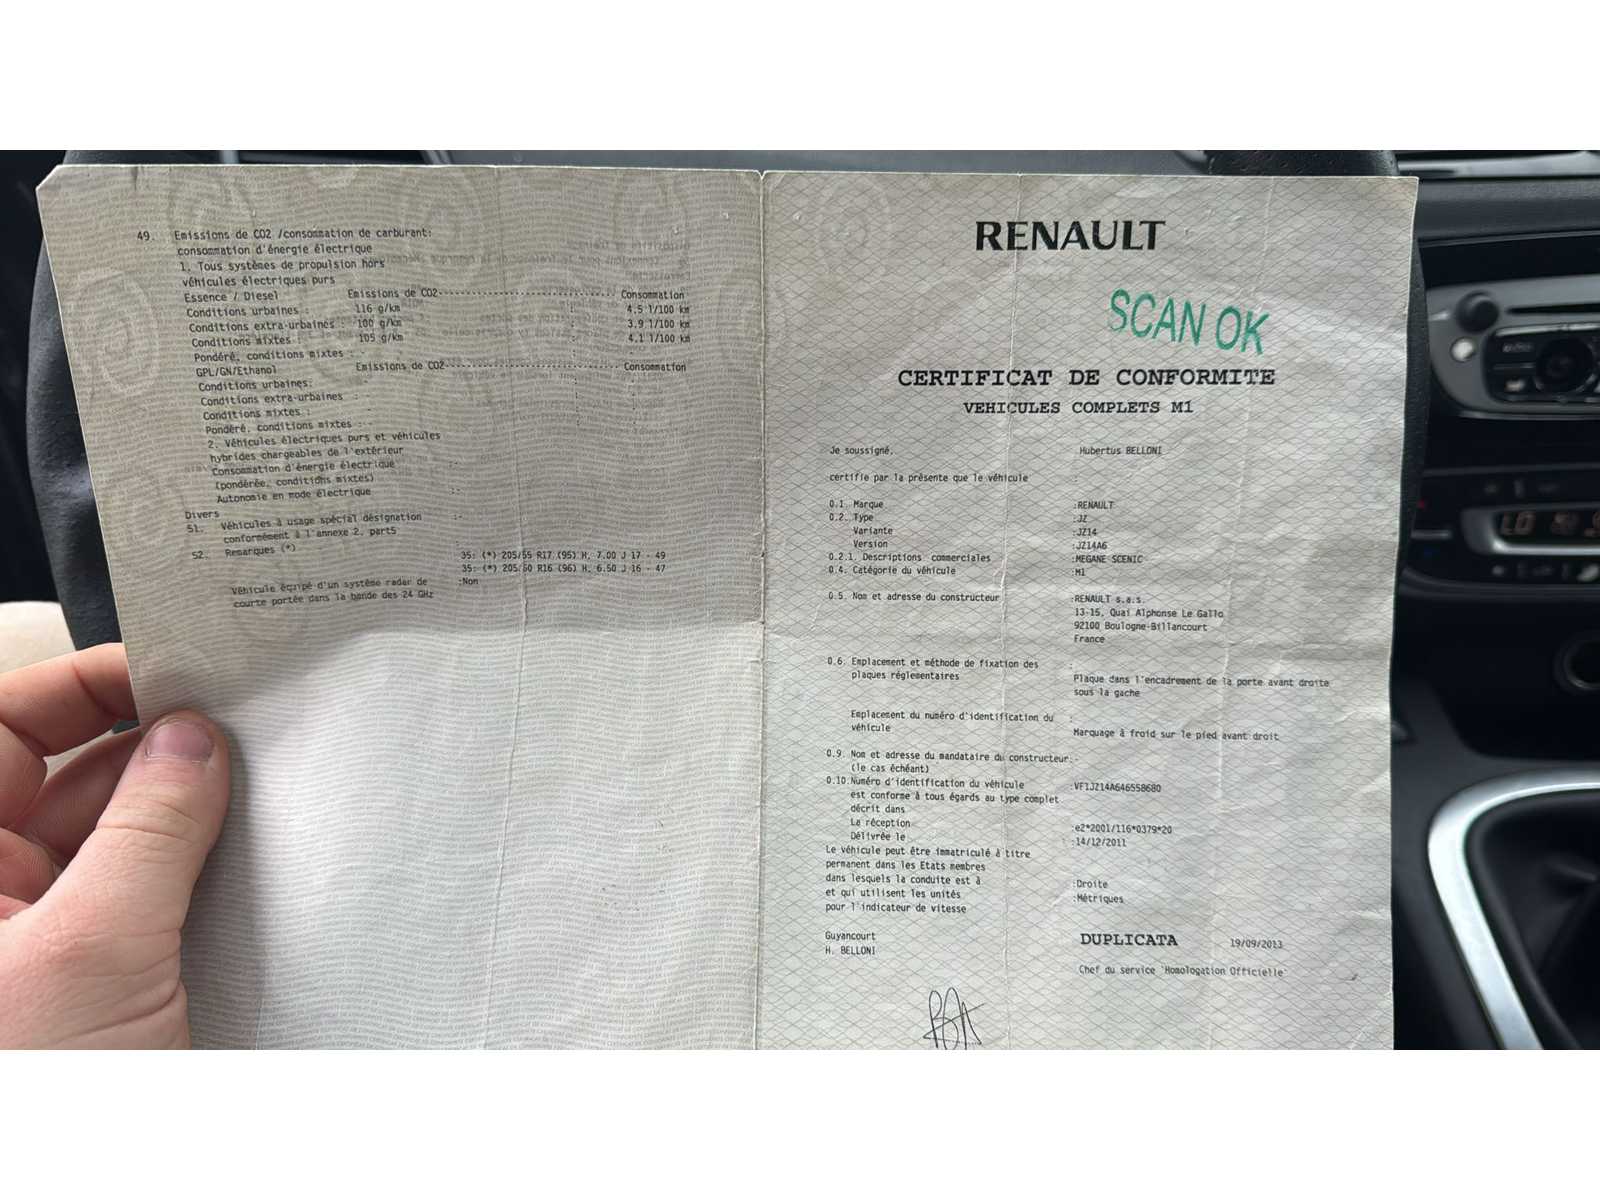 49. Emissions de CO2 /consommation de carburant:
consommation d'énergie électrique
1. Tous systèmes de propulsion hors
véhicules électriques purs
Essence / Diesel Emissions de CO2 Consommation
Conditions urbaines : 116 g/km : 4.5 l/100 km
Conditions extra-urbaines : 100 g/km : 3.9 l/100 km
Conditions mixtes : 105 g/km : 4.1 l/100 km
Pondéré, conditions mixtes : -
GPL/GN/Ethanol Emissions de CO2 Consommation
Conditions urbaines: - :
Conditions extra-urbaines : - :
Conditions mixtes : - :
Pondéré, conditions mixtes : - :
2. Véhicules électriques purs et véhicules
hybrides chargeables de l'extérieur
Consommation d'énergie électrique :-
(pondérée, conditions mixtes)
Autonomie en mode électrique :-
Divers
51. Véhicules à usage spécial désignation :-
conformément à l'annexe 2, part5
52. Remarques (*) :
35: (*) 205/55 R17 (95) H, 7.00 J 17 - 49
35: (*) 205/60 R16 (96) H, 6.50 J 16 - 47
Véhicule équipé d'un système radar de :Non
courte portée dans la bande des 24 GHz
RENAULT
SCAN OK
CERTIFICAT DE CONFORMITE
VEHICULES COMPLETS M1
Je soussigné, Hubertus BELLONI
certifie par la présente que le véhicule :
0.1. Marque :RENAULT
0.2. Type :JZ
Variante :JZ14
Version :JZ14A6
0.2.1. Descriptions commerciales :MEGANE SCENIC
0.4. Catégorie du véhicule :M1
0.5. Nom et adresse du constructeur :RENAULT s.a.s.
13-15, Quai Alphonse Le Gallo
92100 Boulogne-Billancourt
France
0.6. Emplacement et méthode de fixation des :
plaques réglementaires Plaque dans l'encadrement de la porte avant droite
sous la gache
Emplacement du numéro d'identification du :
véhicule Marquage à froid sur le pied avant droit
0.9. Nom et adresse du mandataire du constructeur:-
(le cas échéant)
0.10.Numéro d'identification du véhicule :VF1JZ14A646558680
est conforme à tous égards au type complet
décrit dans
La réception :e2*2001/116*0379*20
Délivrée le :14/12/2011
Le véhicule peut être immatriculé à titre
permanent dans les Etats membres
dans lesquels la conduite est à :Droite
et qui utilisent les unités :Métriques
pour l'indicateur de vitesse
Guyancourt DUPLICATA 19/09/2013
H. BELLONI
Chef du service 'Homologation Officielle'
LO